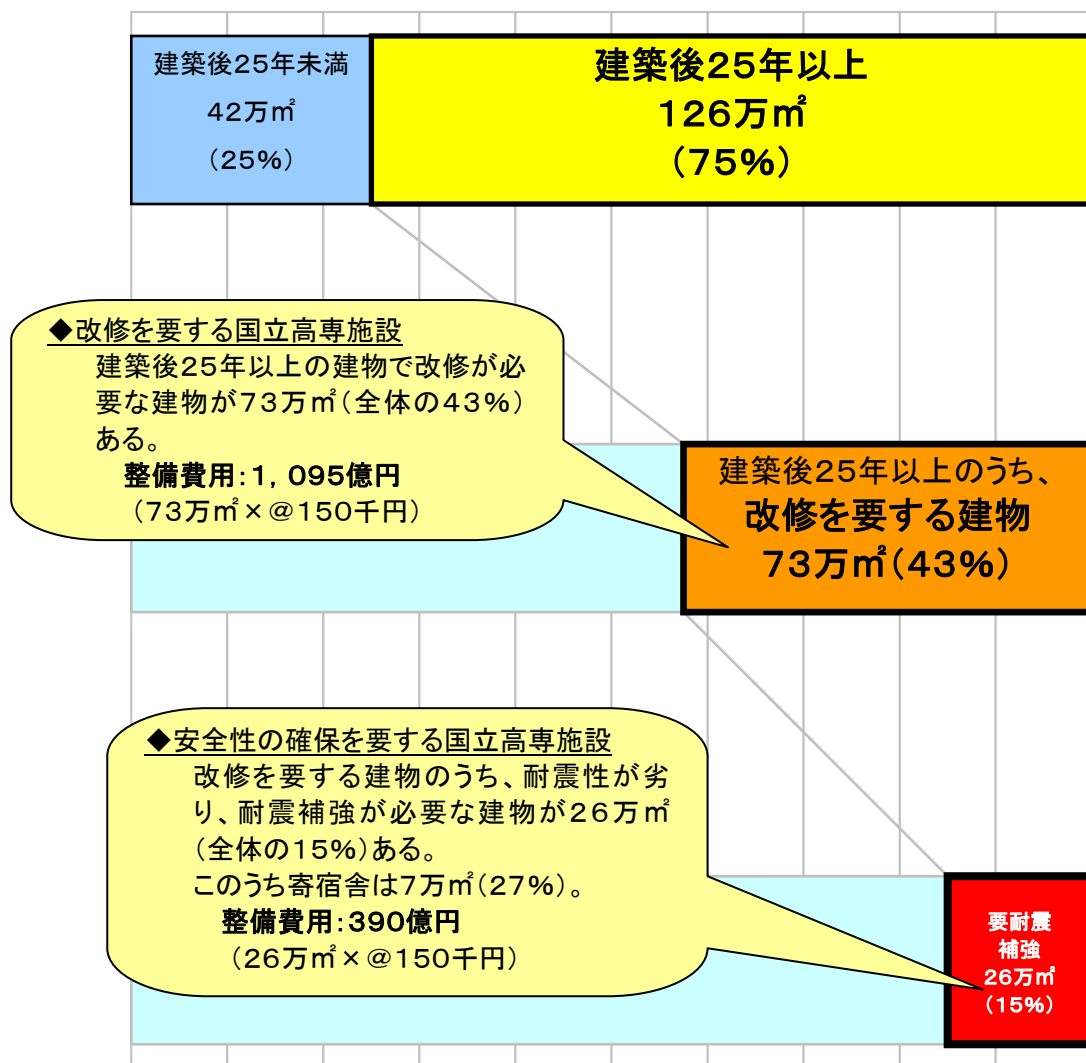 建築後25年未満
42万㎡
(25%)
建築後25年以上
126万㎡
(75%)
◆改修を要する国立高専施設
建築後25年以上の建物で改修が必
要な建物が73万㎡(全体の43%)
ある。
整備費用:1,095億円
(73万㎡×@150千円)
建築後25年以上のうち、
改修を要する建物
73万㎡(43%)
◆安全性の確保を要する国立高専施設
改修を要する建物のうち、耐震性が劣
り、耐震補強が必要な建物が26万㎡
(全体の15%)ある。
このうち寄宿舎は7万㎡(27%)。
整備費用:390億円
(26万㎡×@150千円)
要耐震
補強
26万㎡
(15%)